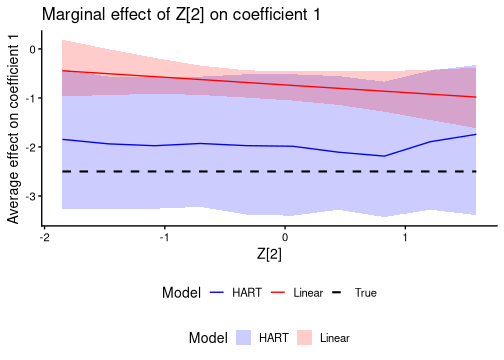 Marginal effect of Z[2] on coefficient 1
Average effect on coefficient 1
0
-1
-2
-3
-2
-1
0
1
Z[2]
Model HART Linear True
Model HART Linear